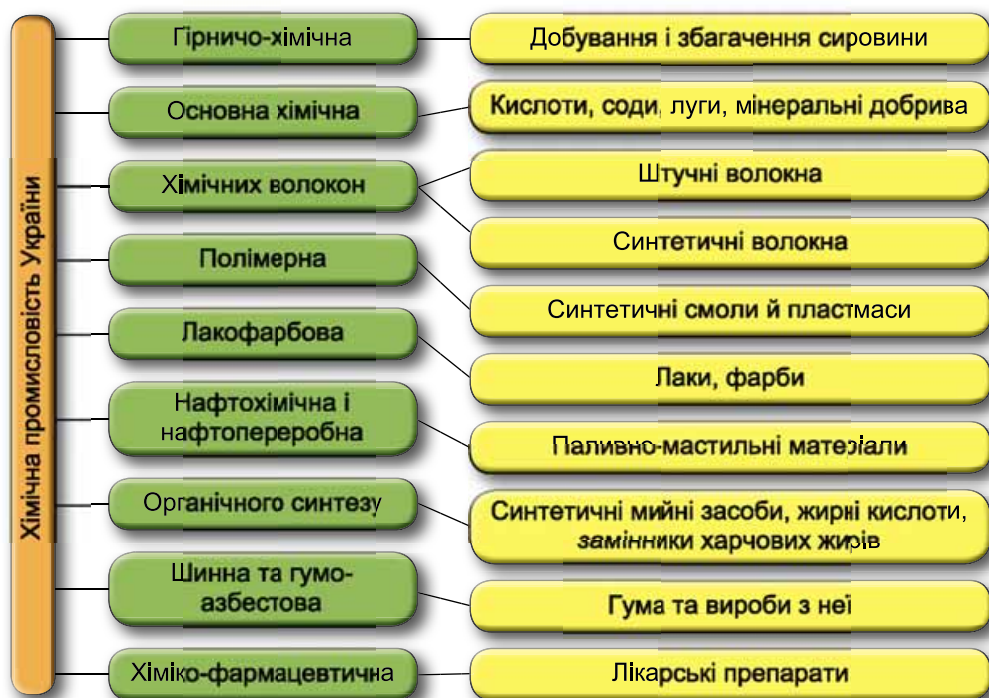 Хімічна промисловість України
Гірничо-хімічна
Добування і збагачення сировини
Основна хімічна
Кислоти, соди, луги, мінеральні добрива
Хімічних волокон
Штучні волокна
Синтетичні волокна
Полімерна
Синтетичні смоли й пластмаси
Лакофарбова
Лаки, фарби
Нафтохімічна і
нафтопереробна
Паливно-мастильні матеріали
Органічного синтезу
Синтетичні мийні засоби, жирні кислоти,
замінники харчових жирів
Шинна та гумо-
азбестова
Гума та вироби з неї
Хіміко-фармацевтична
Лікарські препарати